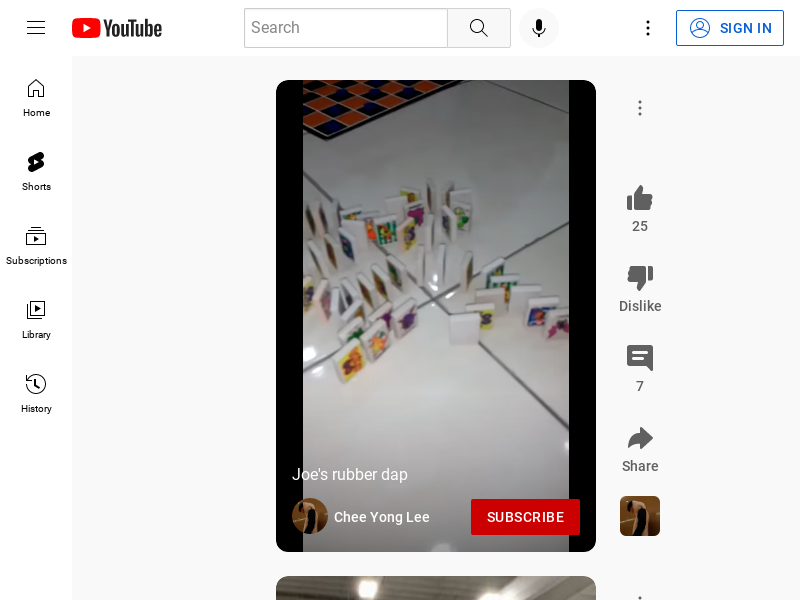 YouTube
Search
SIGN IN
Home
Shorts
Subscriptions
Library
History
25
Dislike
7
Share
Joe's rubber dap
Chee Yong Lee
SUBSCRIBE